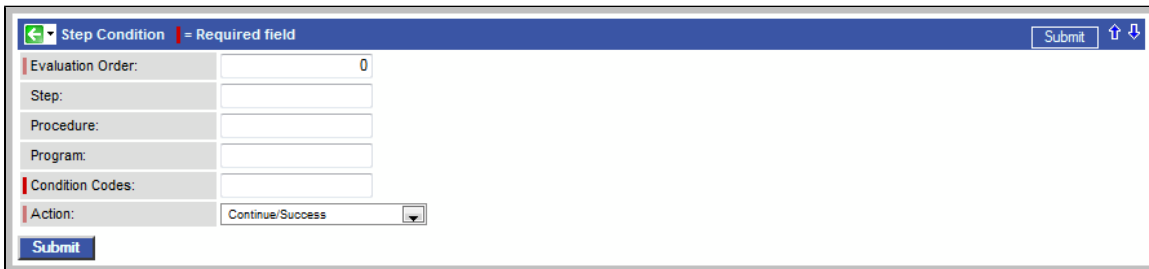 Step Condition = Required field Submit
Evaluation Order: 0
Step:
Procedure:
Program:
Condition Codes:
Action: Continue/Success
Submit